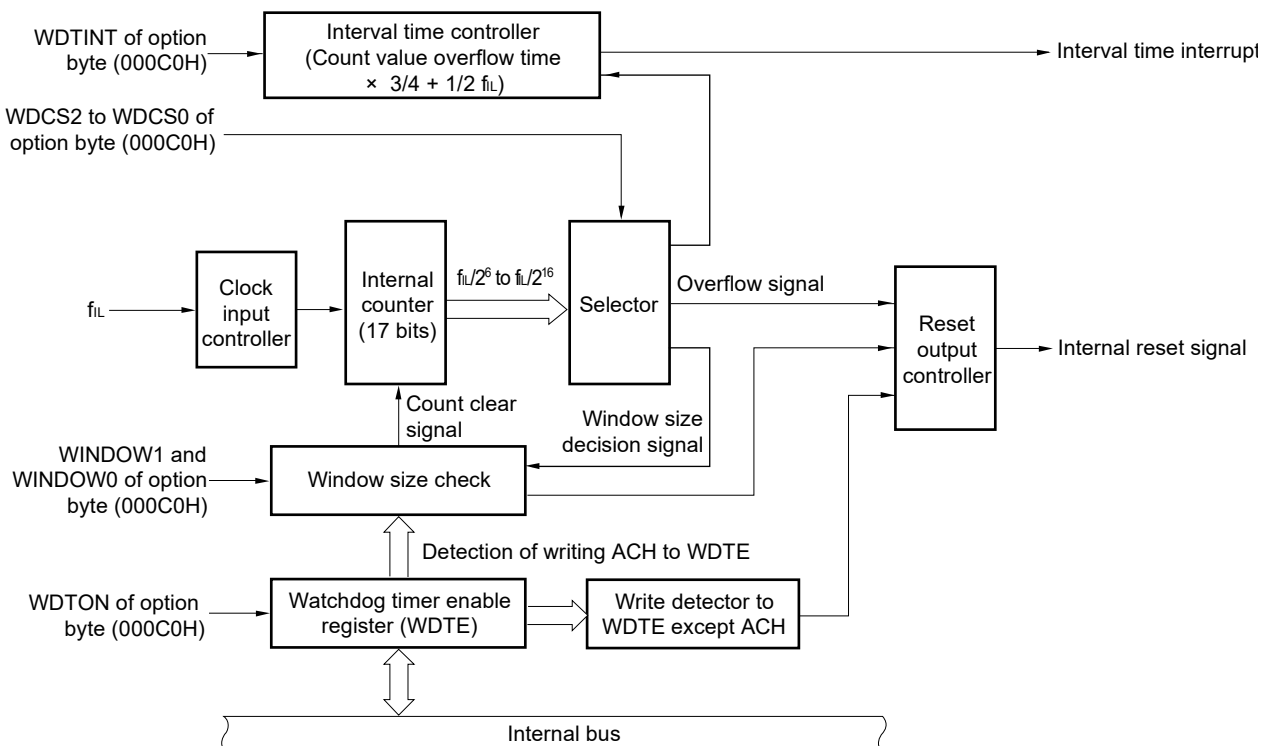 WDTINT of option
byte (000C0H)
Interval time controller
(Count value overflow time
× 3/4 + 1/2 fIL)
Interval time interrupt
WDCS2 to WDCS0 of
option byte (000C0H)
fIL
Clock
input
controller
Internal
counter
(17 bits)
fIL/2⁶ to fIL/2¹⁶
Selector
Overflow signal
Reset
output
controller
Internal reset signal
Count clear
signal
Window size
decision signal
WINDOW1 and
WINDOW0 of option
byte (000C0H)
Window size check
Detection of writing ACH to WDTE
WDTON of option
byte (000C0H)
Watchdog timer enable
register (WDTE)
Write detector to
WDTE except ACH
Internal bus